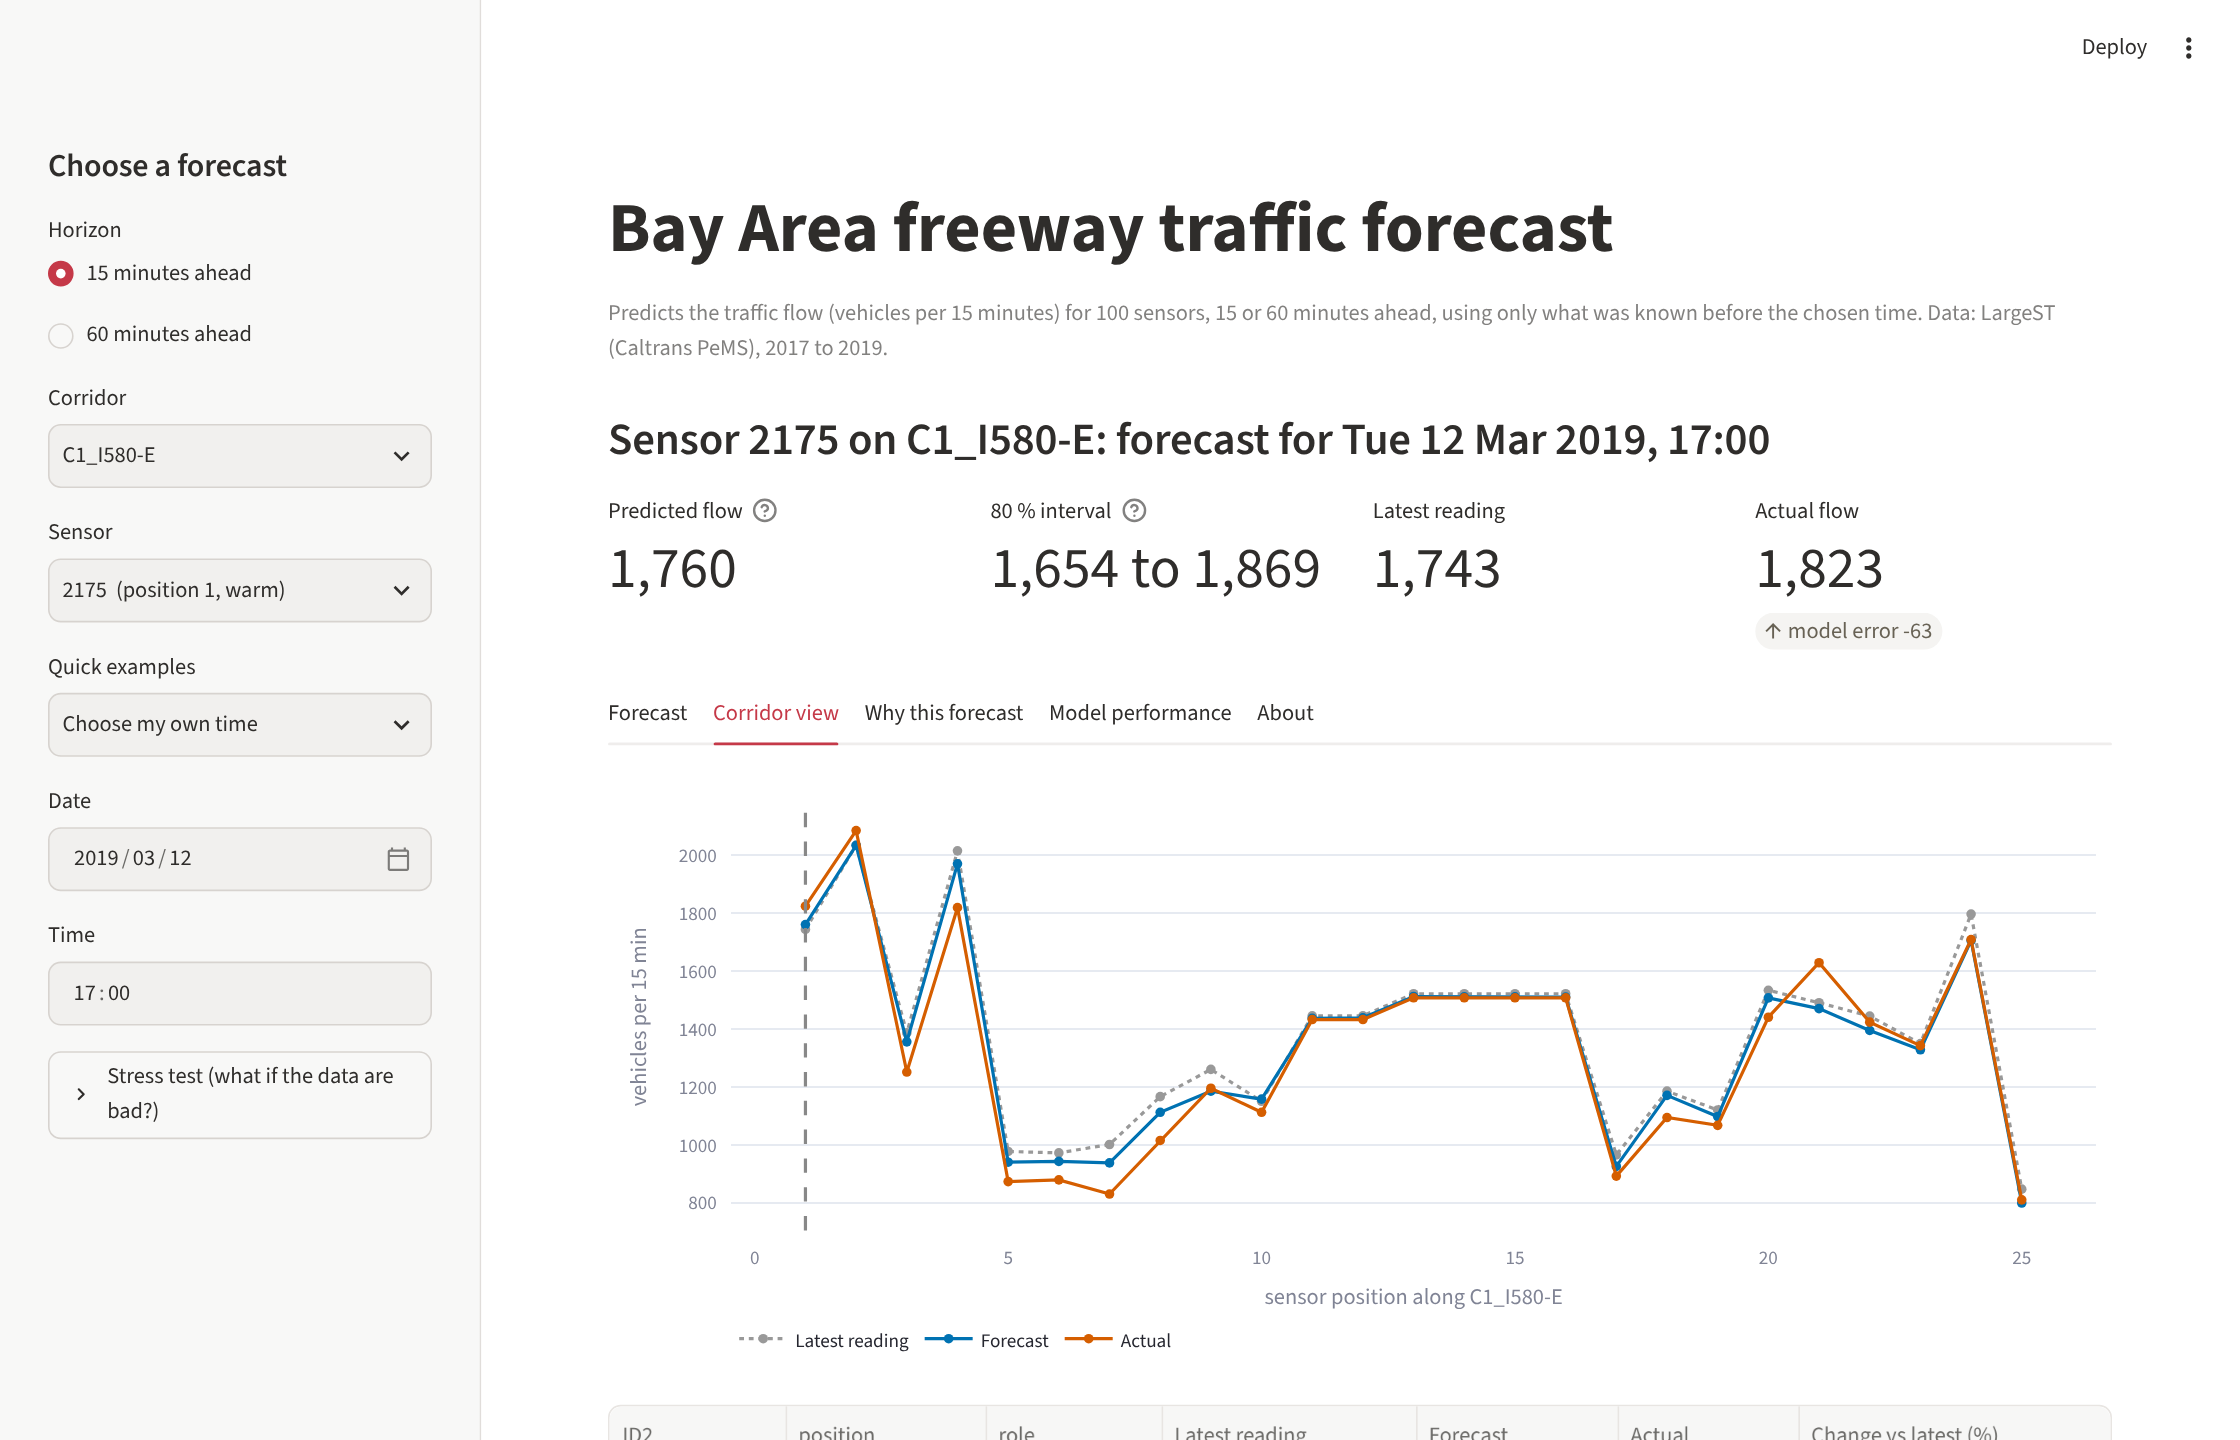 Deploy
Choose a forecast
Horizon
15 minutes ahead
60 minutes ahead
Corridor
C1_I580-E
Sensor
2175 (position 1, warm)
Quick examples
Choose my own time
Date
2019/03/12
Time
17:00
Stress test (what if the data are
bad?)
Bay Area freeway traffic forecast
Predicts the traffic flow (vehicles per 15 minutes) for 100 sensors, 15 or 60 minutes ahead, using only what was known before the chosen time. Data: LargeST
(Caltrans PeMS), 2017 to 2019.
Sensor 2175 on C1_I580-E: forecast for Tue 12 Mar 2019, 17:00
Predicted flow
1,760
80 % interval
1,654 to 1,869
Latest reading
1,743
Actual flow
1,823
↑ model error -63
Forecast Corridor view Why this forecast Model performance About
vehicles per 15 min
2000
1800
1600
1400
1200
1000
800
0 5 10 15 20 25
sensor position along C1_I580-E
Latest reading Forecast Actual
ID2 position role Latest reading Forecast Actual Change vs latest (%)